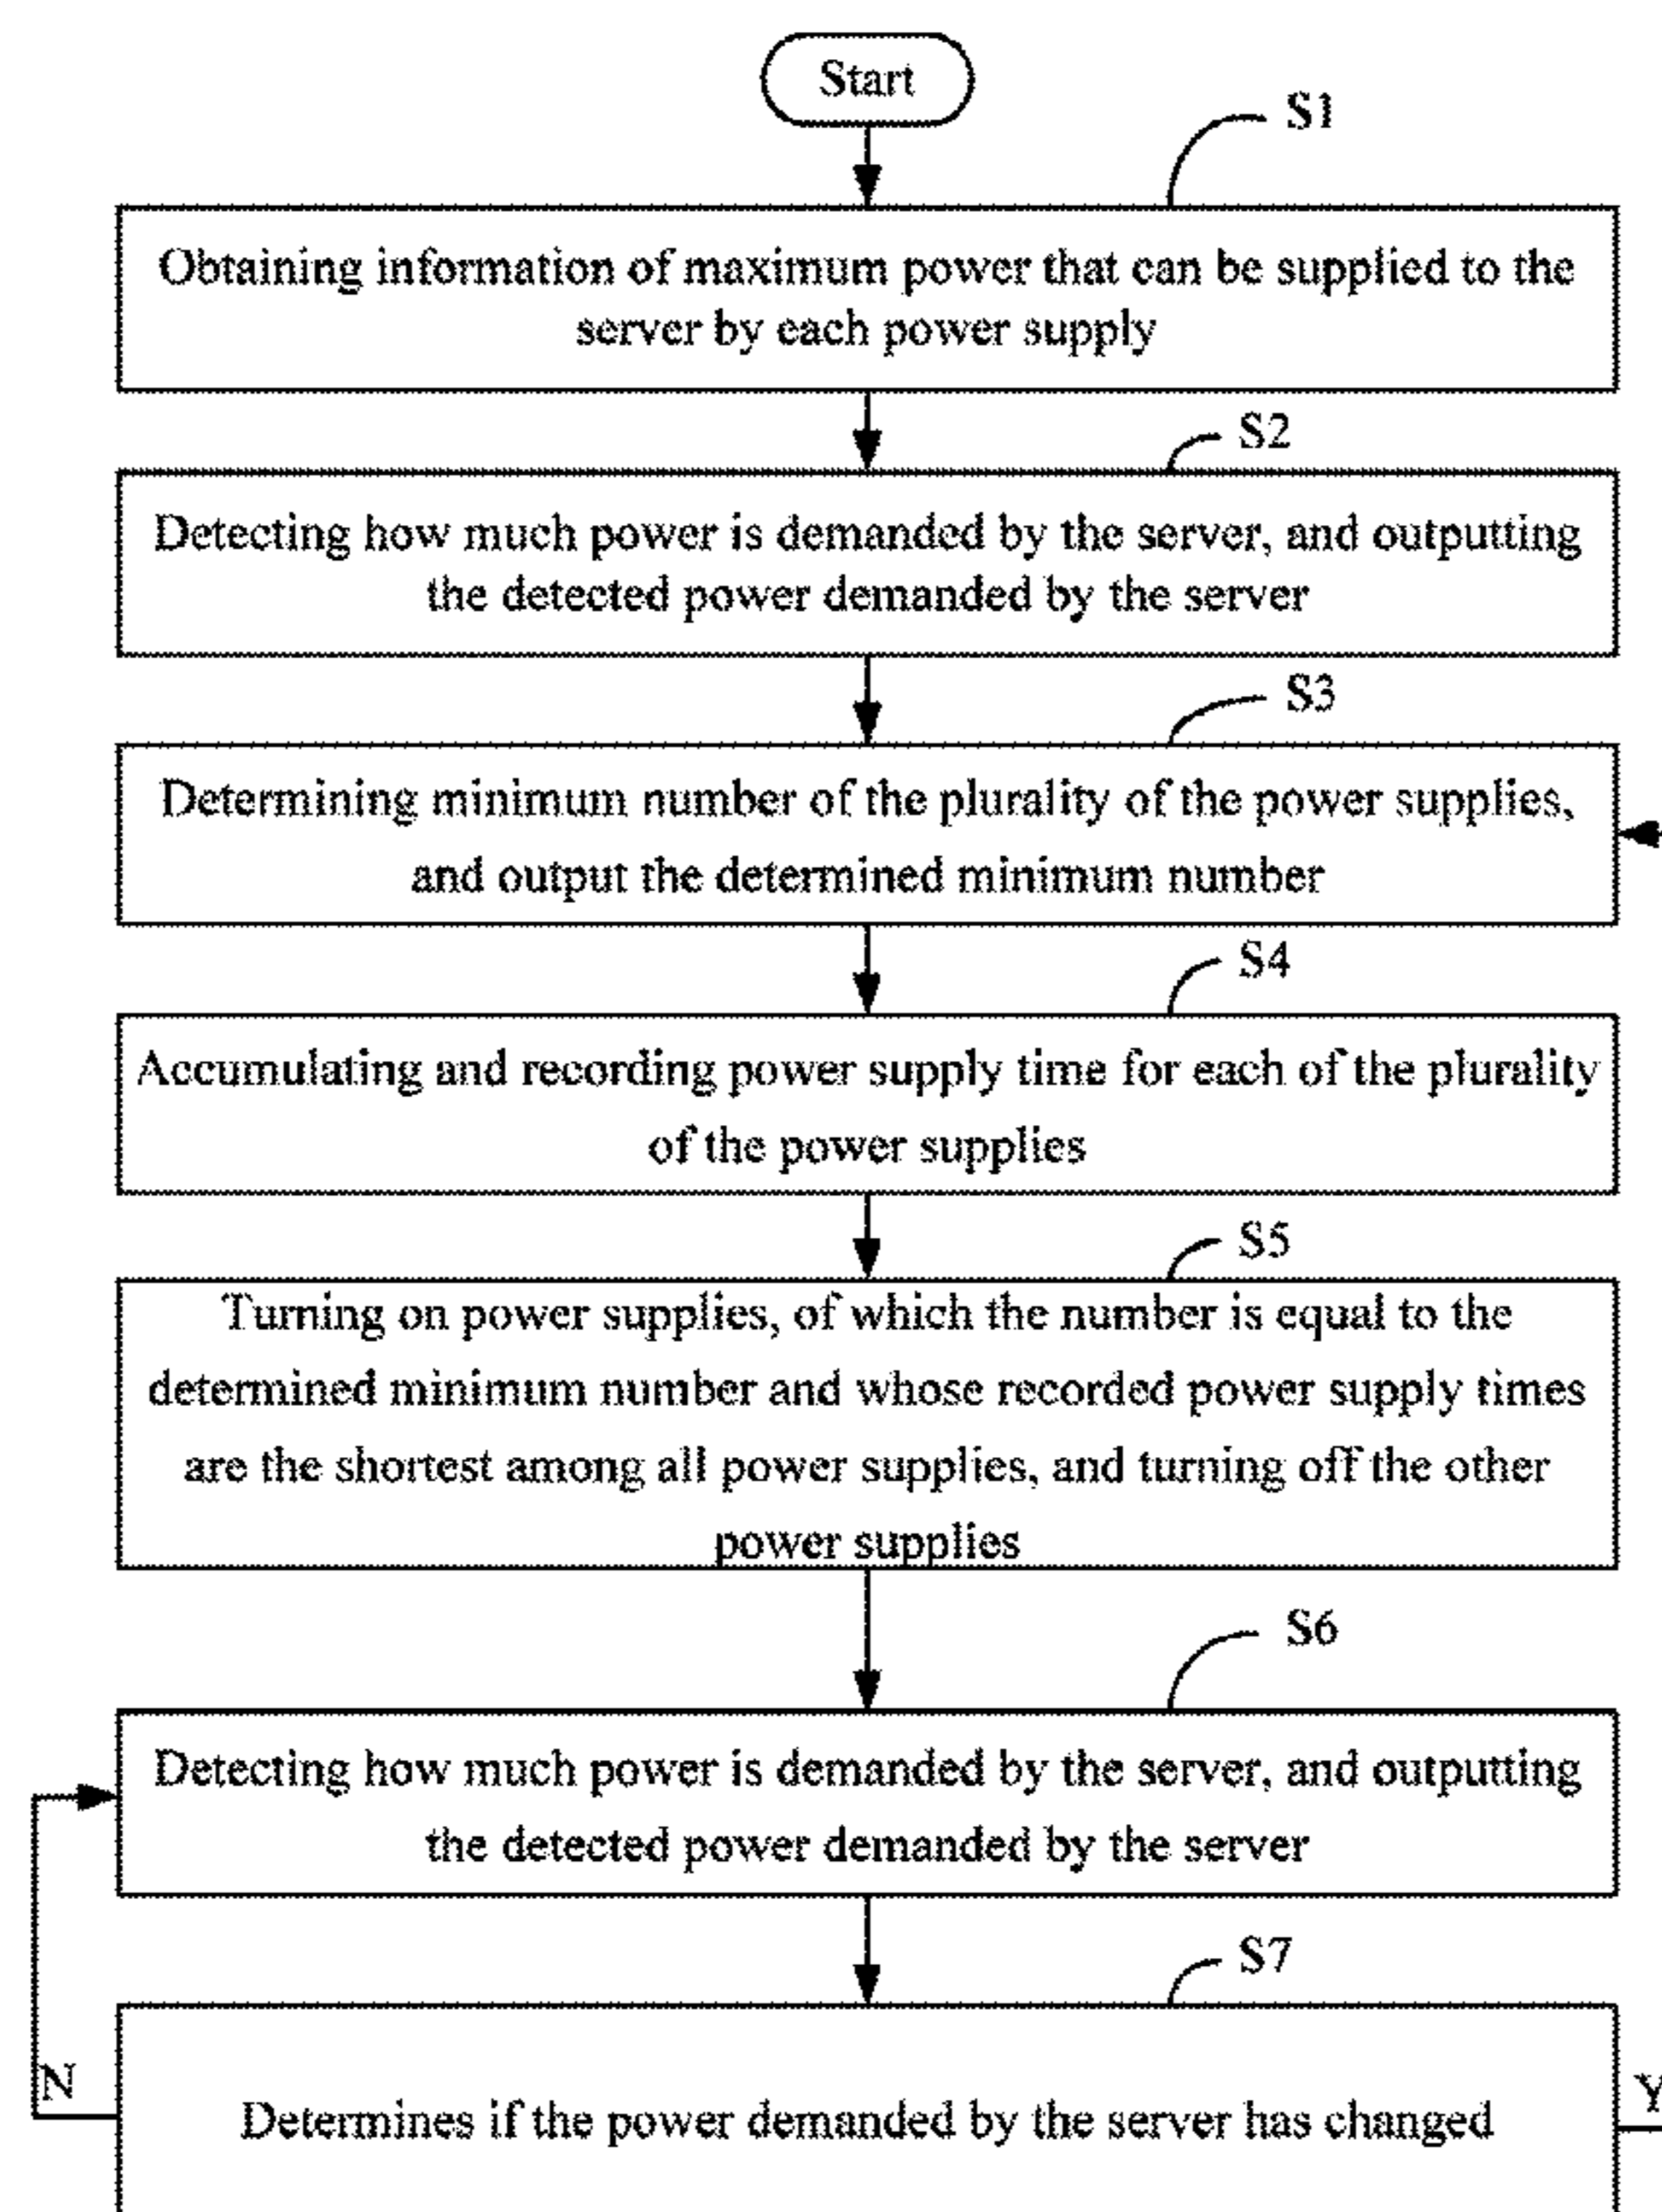 Start
S1
Obtaining information of maximum power that can be supplied to the
server by each power supply
S2
Detecting how much power is demanded by the server, and outputting
the detected power demanded by the server
S3
Determining minimum number of the plurality of the power supplies,
and output the determined minimum number
S4
Accumulating and recording power supply time for each of the plurality
of the power supplies
S5
Turning on power supplies, of which the number is equal to the
determined minimum number and whose recorded power supply times
are the shortest among all power supplies, and turning off the other
power supplies
S6
Detecting how much power is demanded by the server, and outputting
the detected power demanded by the server
S7
N
Determines if the power demanded by the server has changed
Y